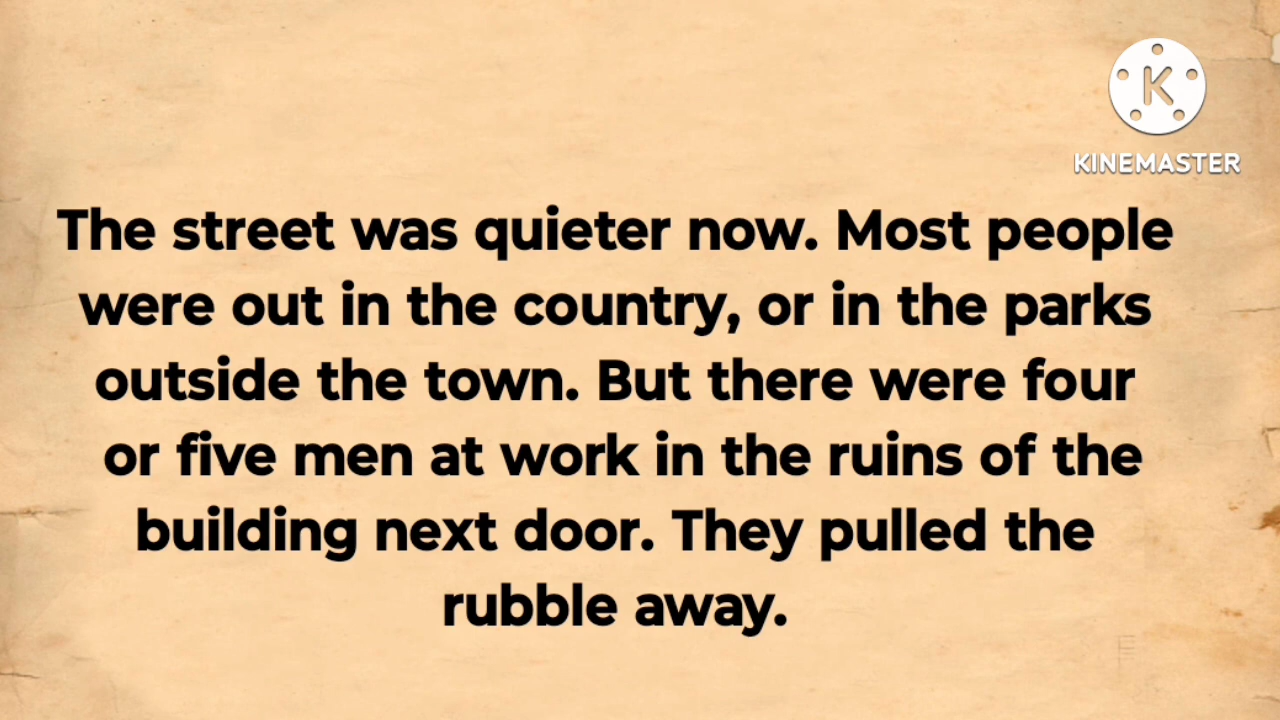 KINEMASTER
The street was quieter now. Most people
were out in the country, or in the parks
outside the town. But there were four
or five men at work in the ruins of the
building next door. They pulled the
rubble away.